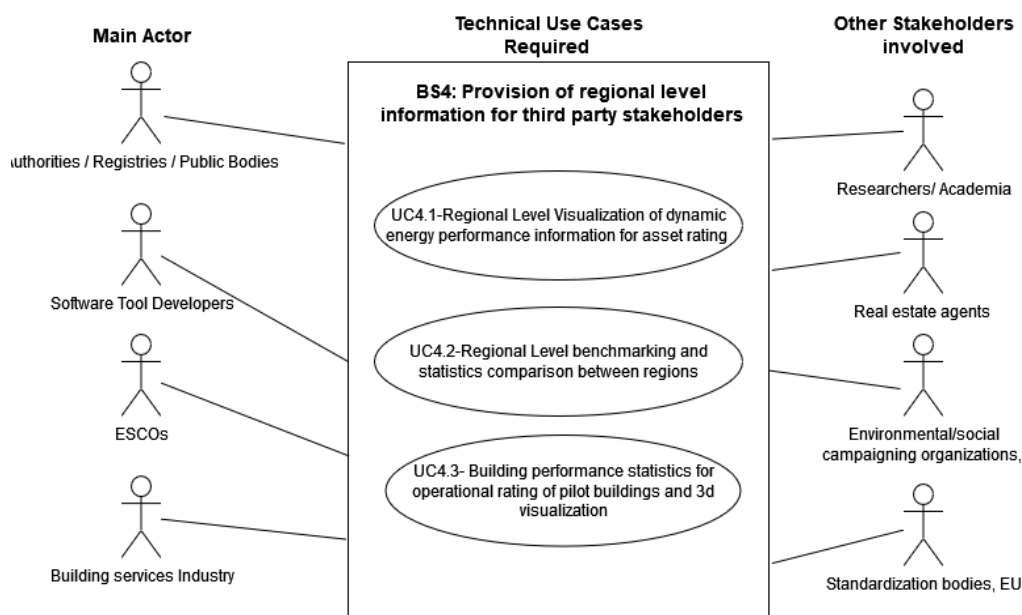 Main Actor
Technical Use Cases
Required
Other Stakeholders
involved
BS4: Provision of regional level
information for third party stakeholders
uthorities / Registries / Public Bodies
Researchers/ Academia
UC4.1-Regional Level Visualization of dynamic
energy performance information for asset rating
Software Tool Developers
Real estate agents
UC4.2-Regional Level benchmarking and
statistics comparison between regions
ESCOs
Environmental/social
campaigning organizations,
UC4.3- Building performance statistics for
operational rating of pilot buildings and 3d
visualization
Building services Industry
Standardization bodies, EU